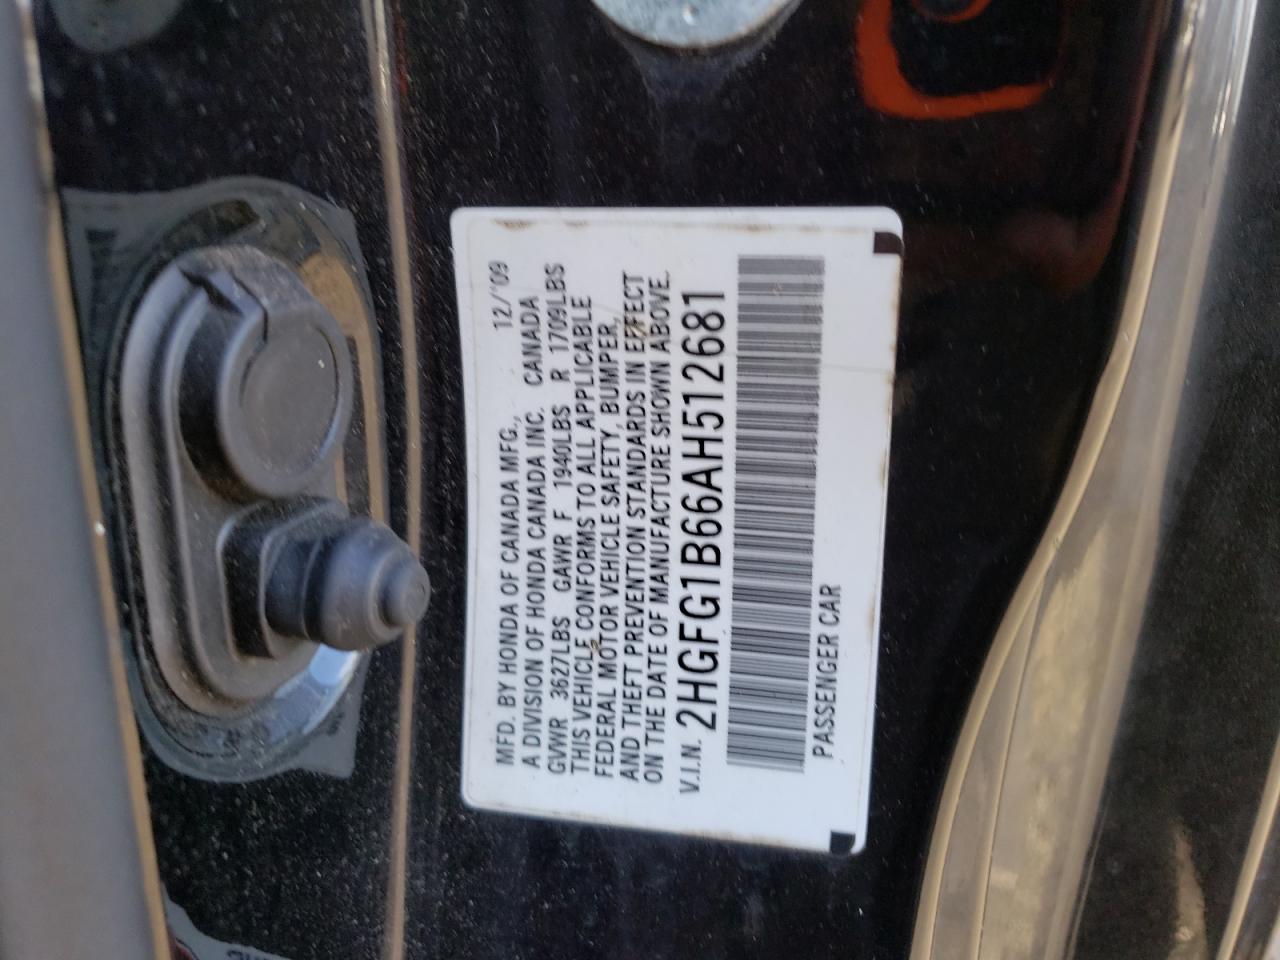 MFD. BY HONDA OF CANADA MFG., 12/'09
A DIVISION OF HONDA CANADA INC. CANADA
GVWR 3627LBS GAWR F 1940LBS R 1709LBS
THIS VEHICLE CONFORMS TO ALL APPLICABLE
FEDERAL MOTOR VEHICLE SAFETY, BUMPER,
AND THEFT PREVENTION STANDARDS IN EFFECT
ON THE DATE OF MANUFACTURE SHOWN ABOVE.
V.I.N. 2HGFG1B66AH512681
PASSENGER CAR